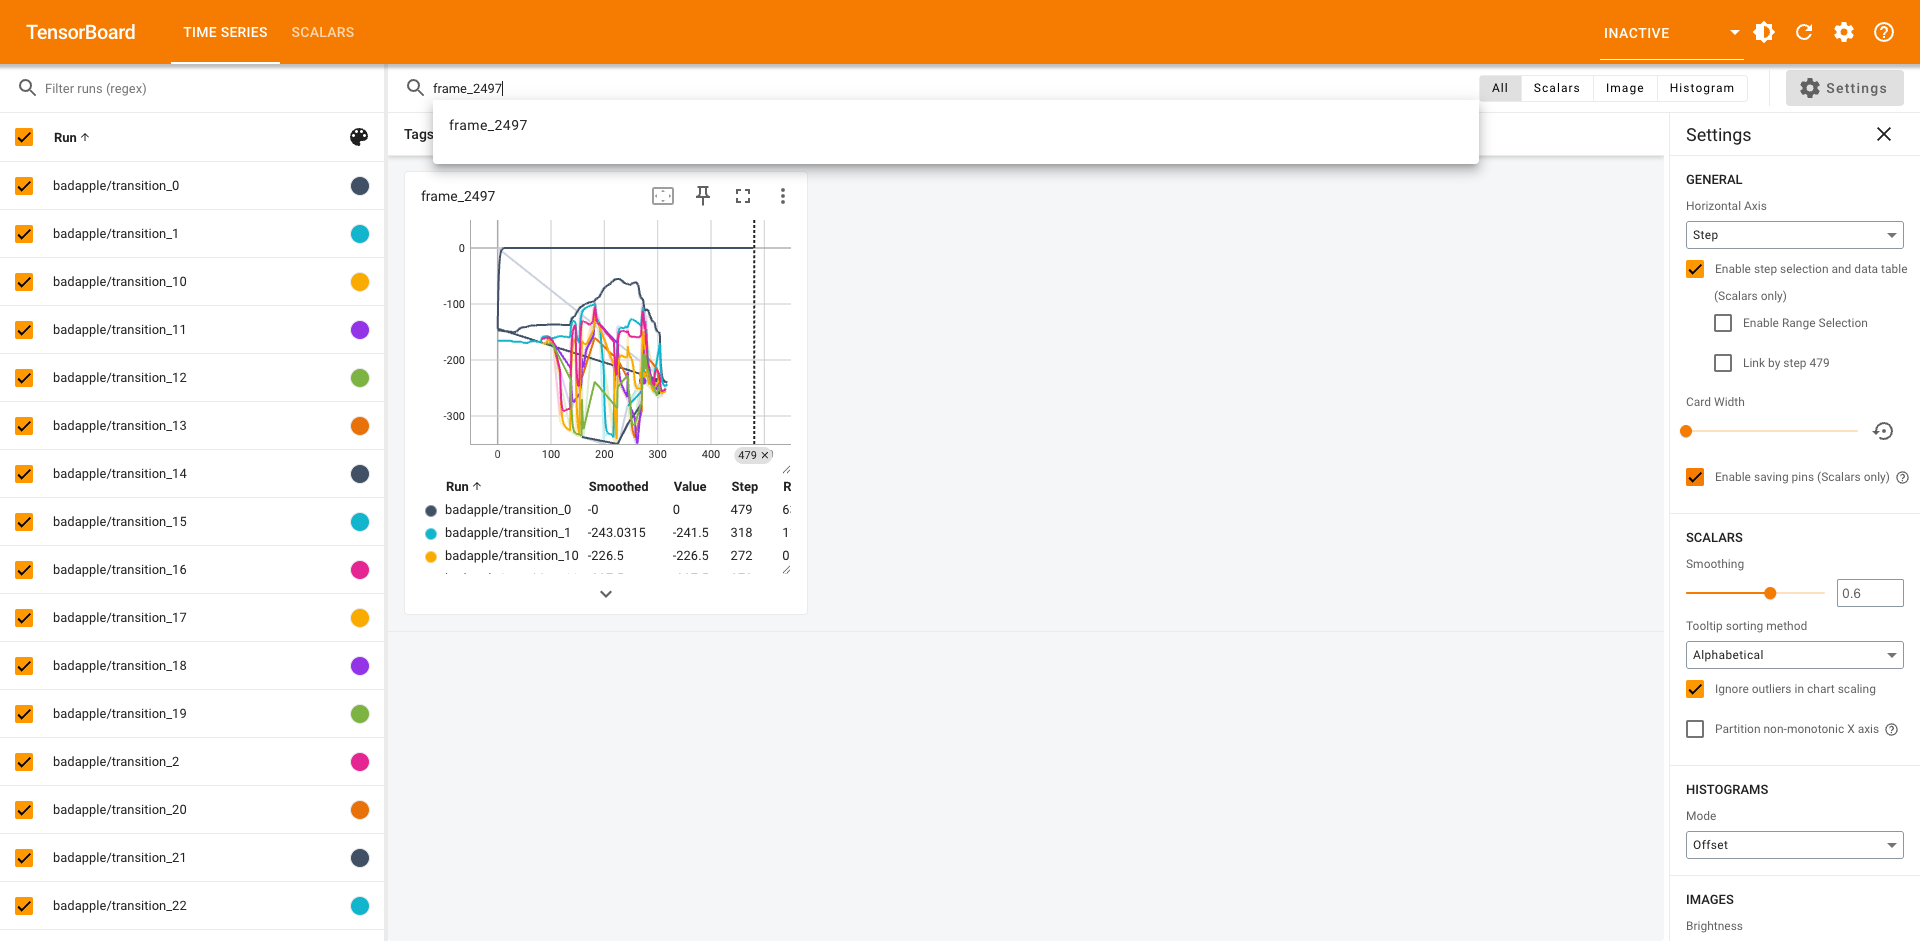 TensorBoard
TIME SERIES
SCALARS
INACTIVE
Filter runs (regex)
frame_2497
All
Scalars
Image
Histogram
Settings
frame_2497
Run
badapple/transition_0
badapple/transition_1
badapple/transition_10
badapple/transition_11
badapple/transition_12
badapple/transition_13
badapple/transition_14
badapple/transition_15
badapple/transition_16
badapple/transition_17
badapple/transition_18
badapple/transition_19
badapple/transition_2
badapple/transition_20
badapple/transition_21
badapple/transition_22
Tags
frame_2497
0
-100
-200
-300
0 100 200 300 400 479
Run Smoothed Value Step R
badapple/transition_0 -0 0 479 6
badapple/transition_1 -243.0315 -241.5 318 1
badapple/transition_10 -226.5 -226.5 272 0
Settings
GENERAL
Horizontal Axis
Step
Enable step selection and data table
(Scalars only)
Enable Range Selection
Link by step 479
Card Width
Enable saving pins (Scalars only)
SCALARS
Smoothing
0.6
Tooltip sorting method
Alphabetical
Ignore outliers in chart scaling
Partition non-monotonic X axis
HISTOGRAMS
Mode
Offset
IMAGES
Brightness